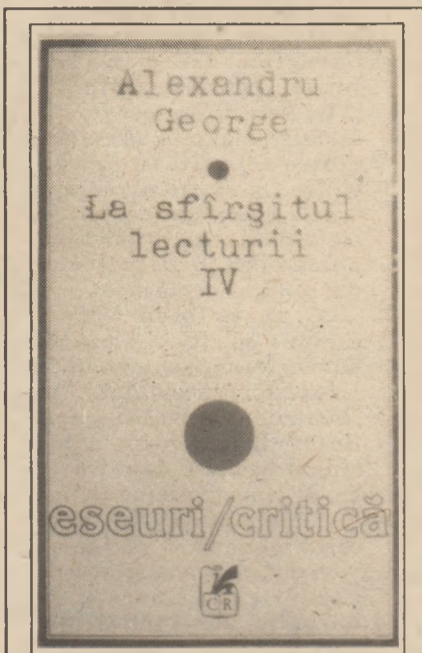 Alexandru
George
La sfîrşitul
lecturii
IV
eseuri/critică
CR